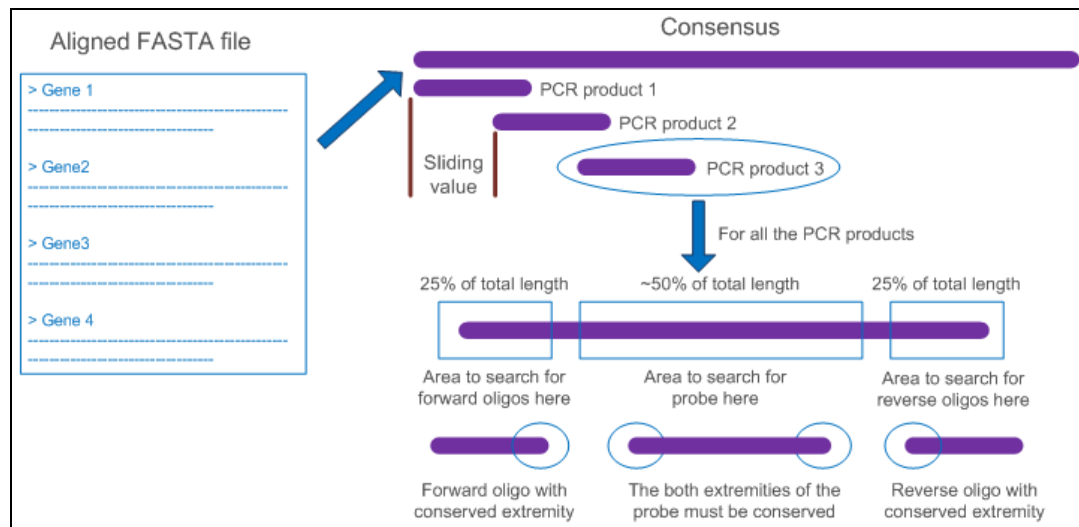 Aligned FASTA file
> Gene 1
> Gene2
> Gene3
> Gene 4
Consensus
PCR product 1
PCR product 2
Sliding
value
PCR product 3
For all the PCR products
25% of total length
~50% of total length
25% of total length
Area to search for
forward oligos here
Area to search for
probe here
Area to search for
reverse oligos here
Forward oligo with
conserved extremity
The both extremities of the
probe must be conserved
Reverse oligo with
conserved extremity